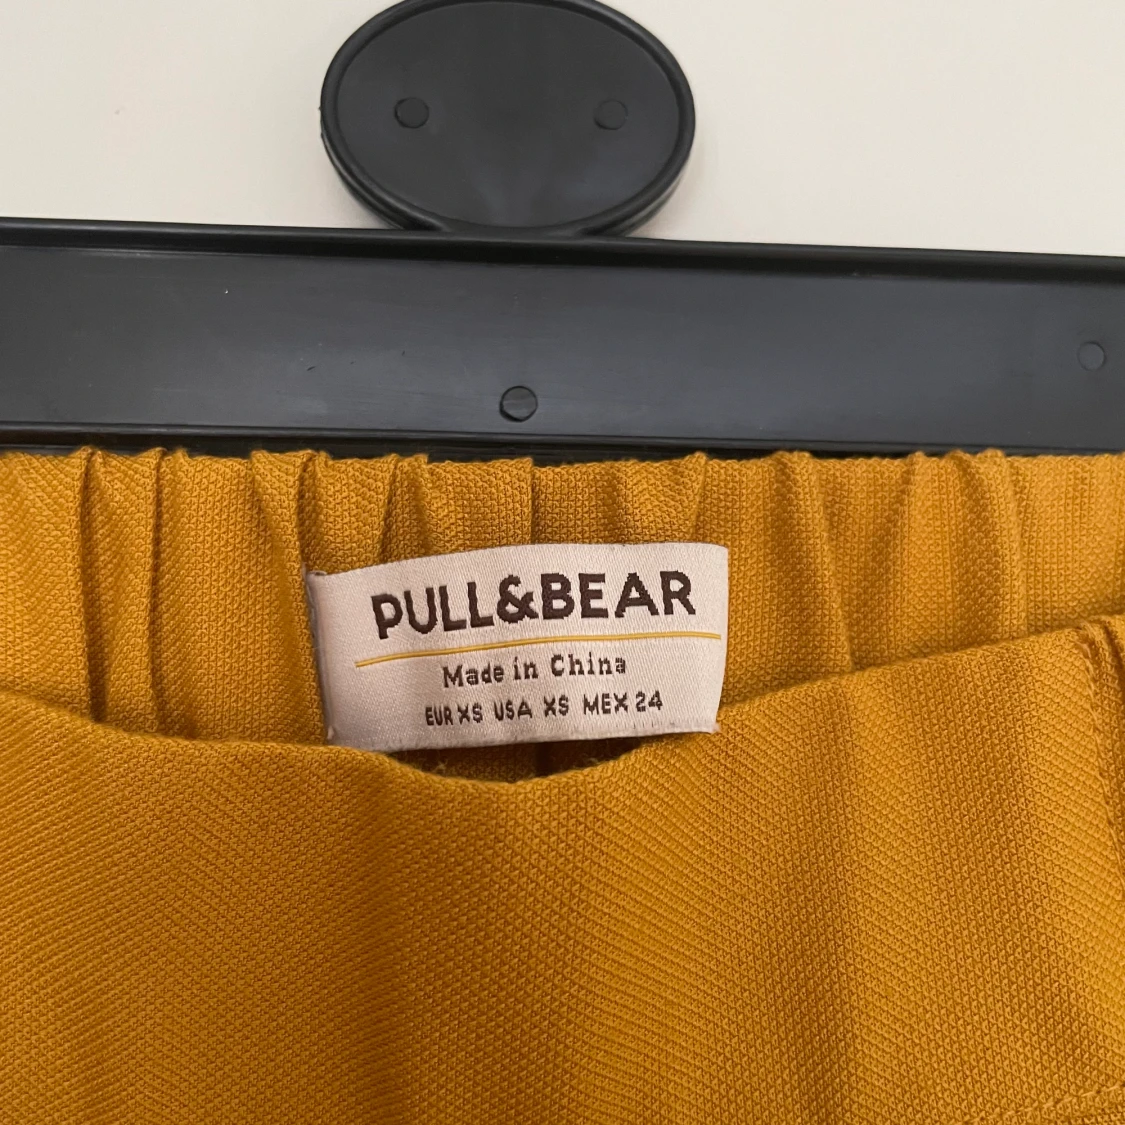 PULL&BEAR
Made in China
EUR XS USA XS MEX 24